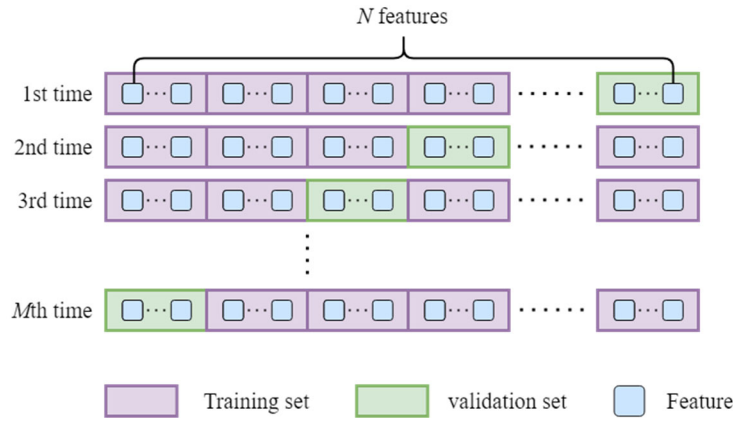 N features
1st time
2nd time
3rd time
Mth time
Training set
validation set
Feature